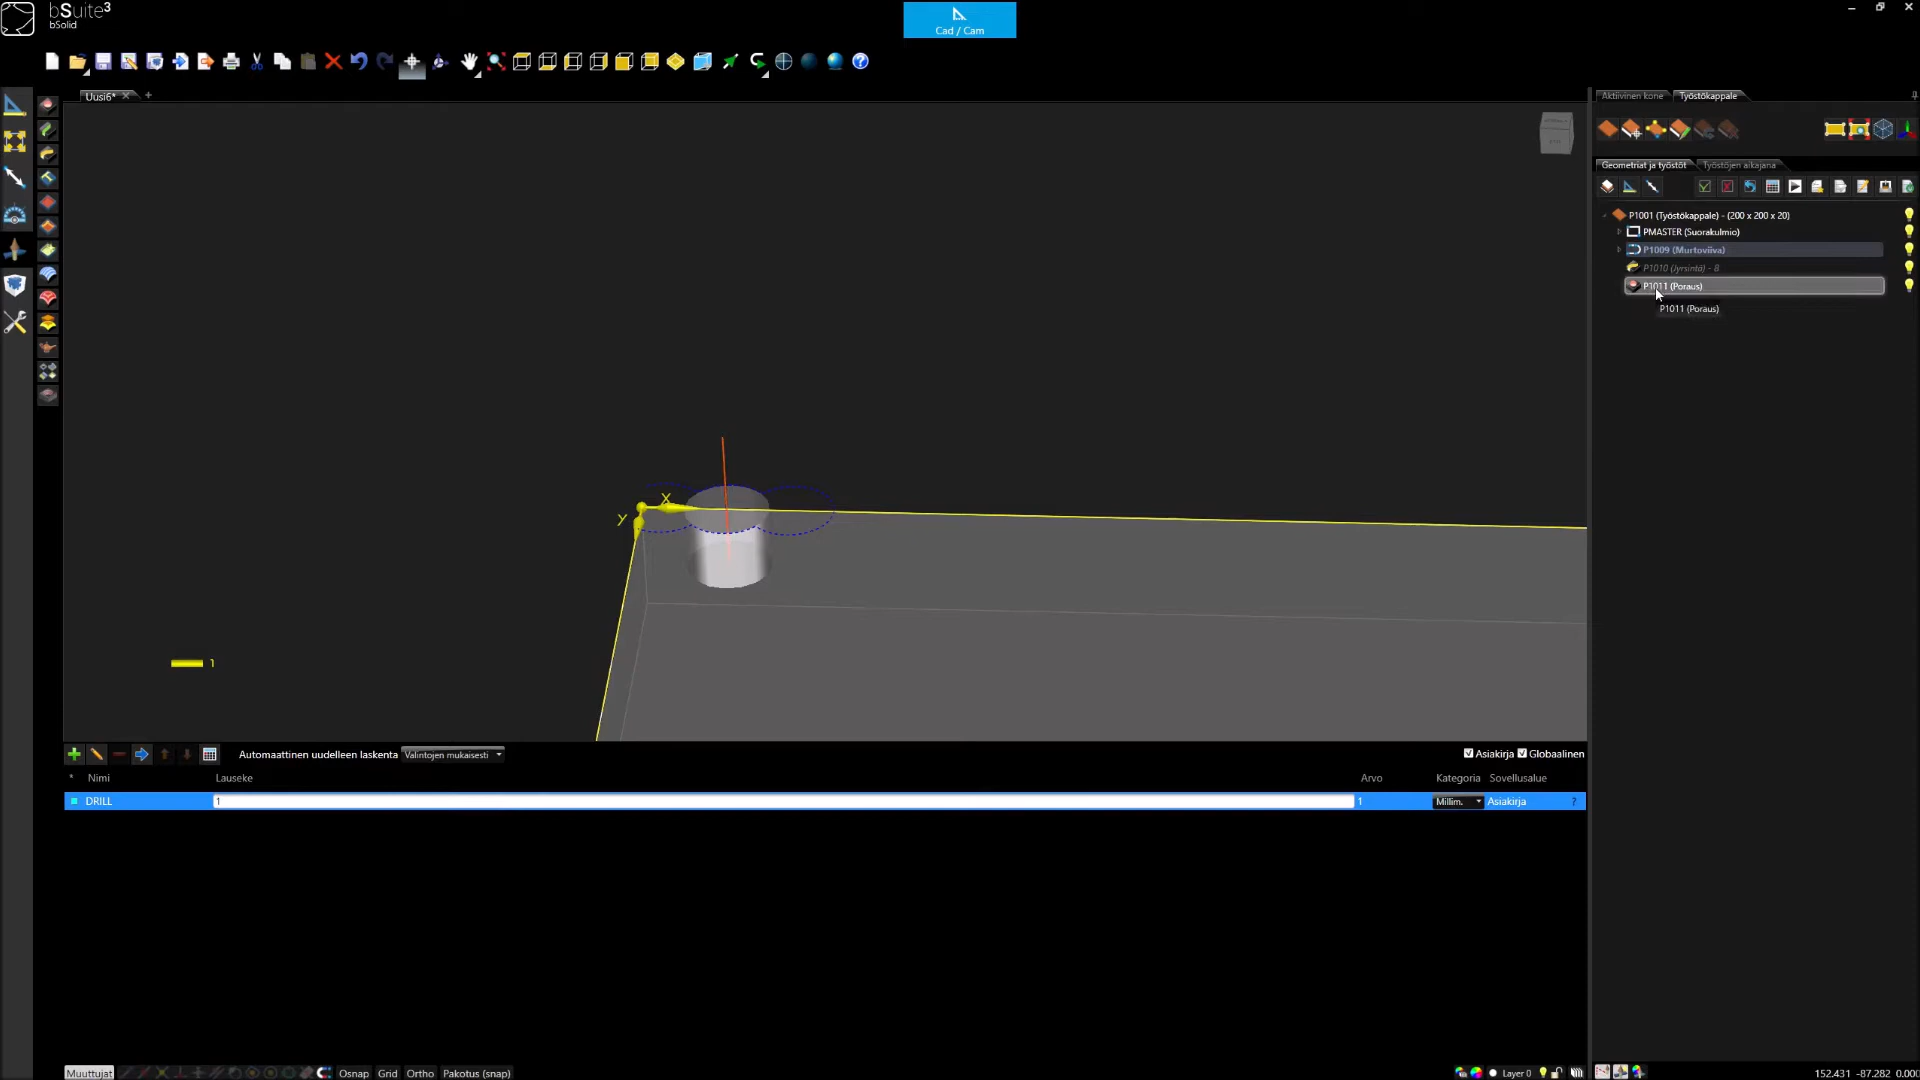 bSuite³
bSolid
Cad / Cam
Uusi6*
Aktiivinen kone Työstökappale
Geometriat ja työstöt Työstöjen aikajana
P1001 (Työstökappale) - (200 x 200 x 20)
PMASTER (Suorakulmio)
P1009 (Murtoviiva)
P1010 (Jyrsintä) - 8
P1011 (Poraus)
P1011 (Poraus)
X
Y
1
Automaattinen uudelleen laskenta Valintojen mukaisesti Asiakirja Globaalinen
* Nimi Lauseke Arvo Kategoria Sovellusalue
DRILL 1 1 Millim. Asiakirja ?
Muuttujat Osnap Grid Ortho Pakotus (snap) Layer 0 152.431 -87.282 0.000